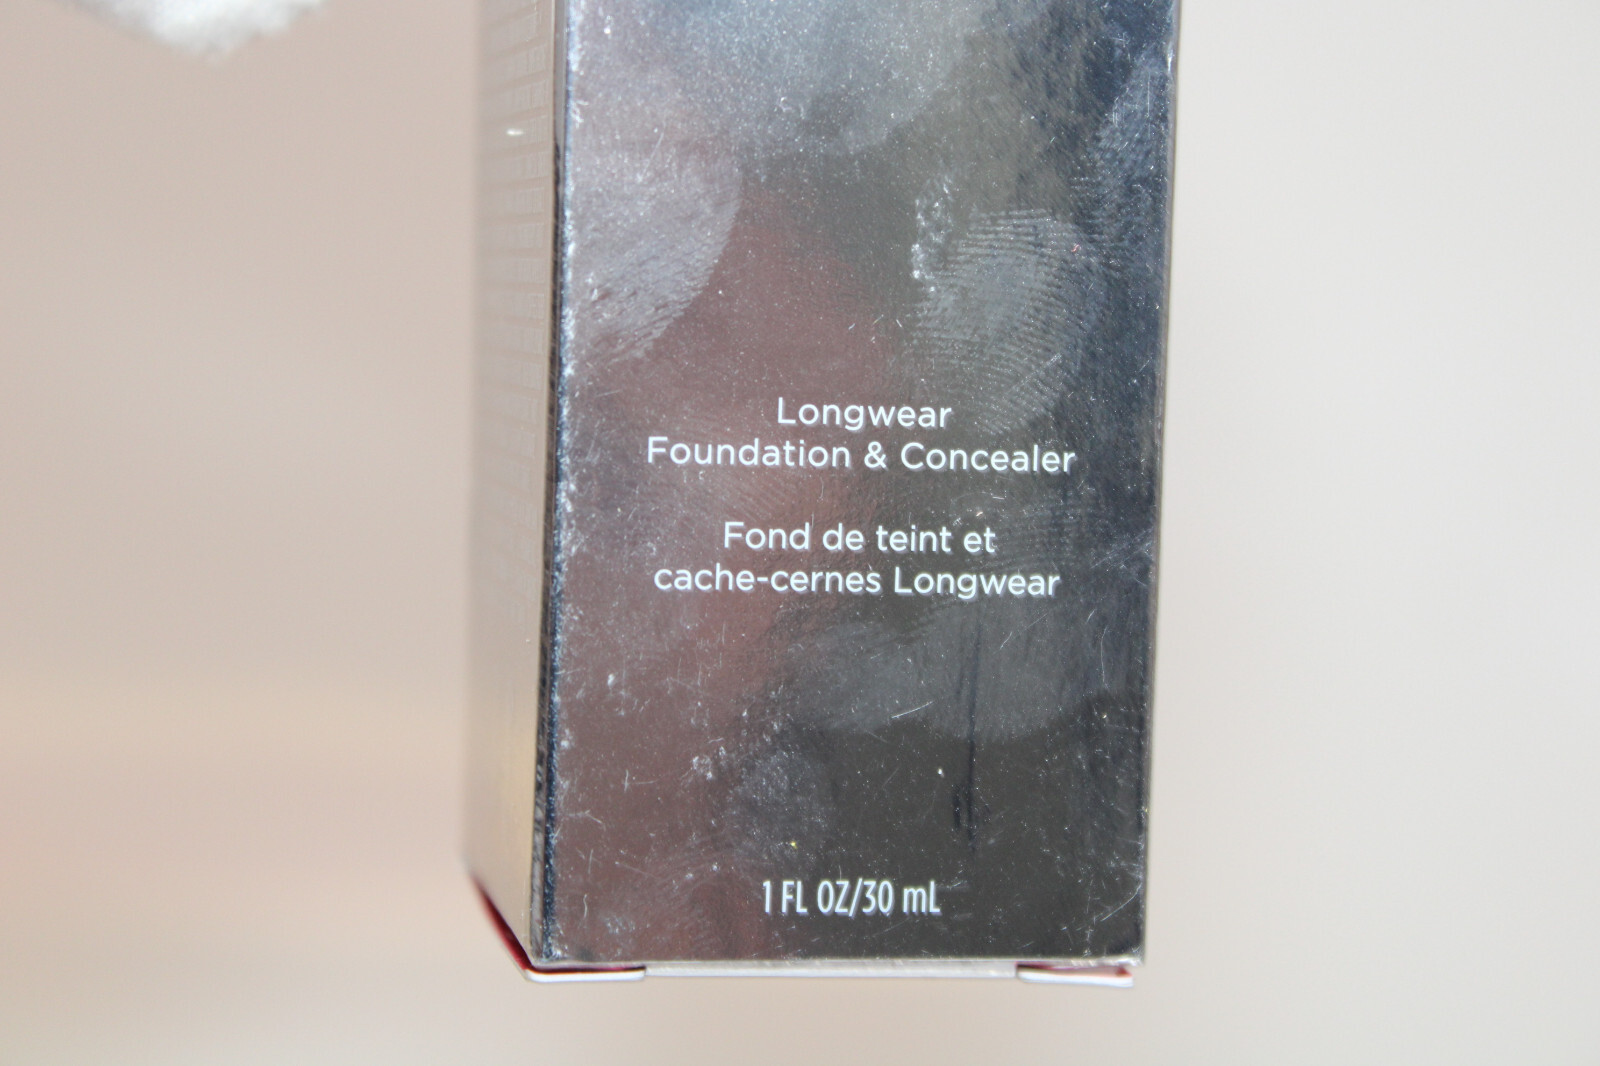 Longwear
Foundation & Concealer
Fond de teint et
cache-cernes Longwear
1 FL OZ/30 mL